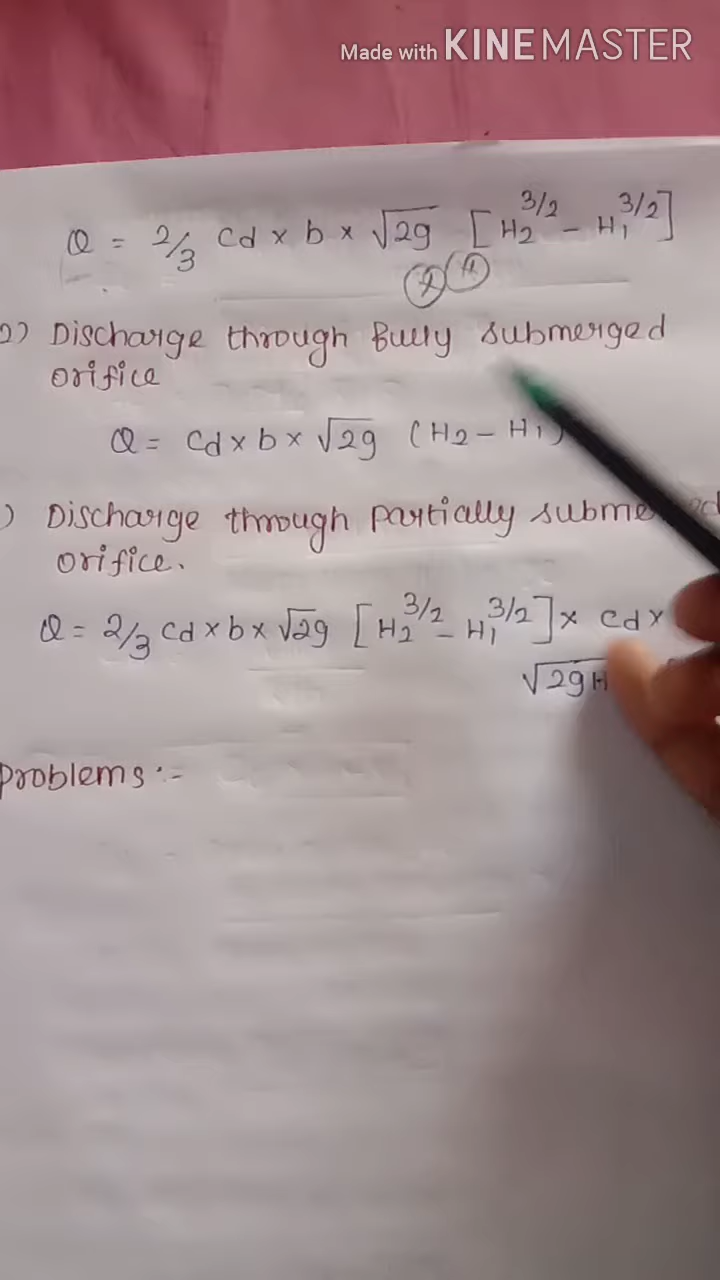 Made with KINEMASTER
Q = 2/3 Cd × b × √2g [H₂^3/2 - H₁^3/2]
2) Discharge through fully submerged
orifice
Q = Cd × b × √2g (H₂ - H₁)
) Discharge through partially submerged
orifice.
Q = 2/3 Cd × b × √2g [H₂^3/2 - H₁^3/2] × Cd ×
√2gH
Problems :-